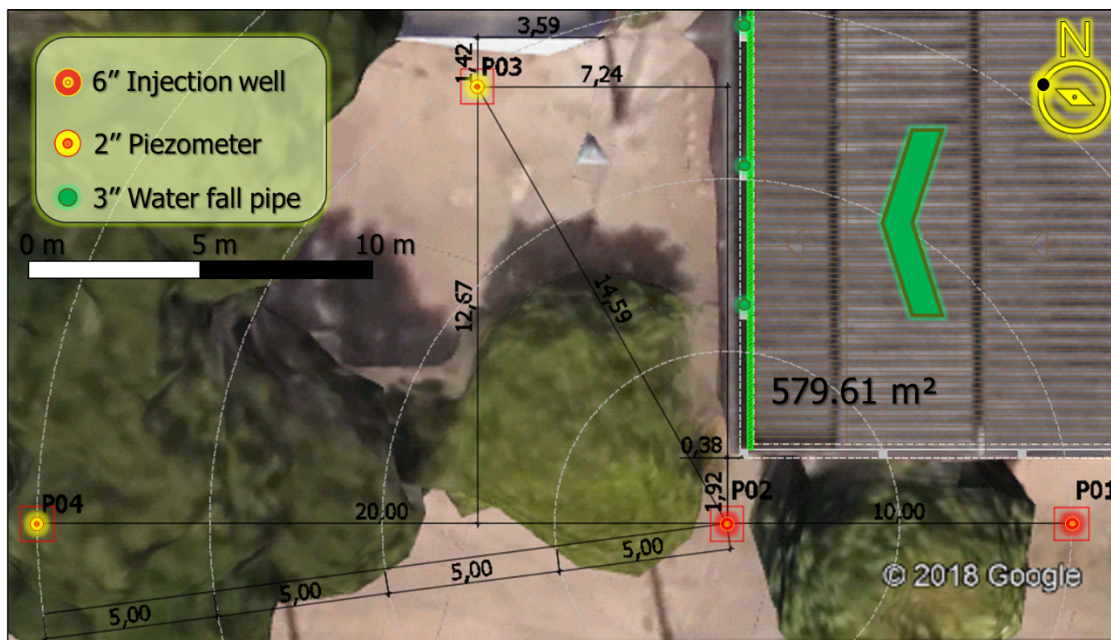 6” Injection well
2” Piezometer
3” Water fall pipe
0 m 5 m 10 m
3,59
1,42
P03
7,24
N
12,67
14,59
579.61 m²
0,38
1,92
P04
P02
P01
20,00
10,00
5,00
5,00
5,00
5,00
© 2018 Google